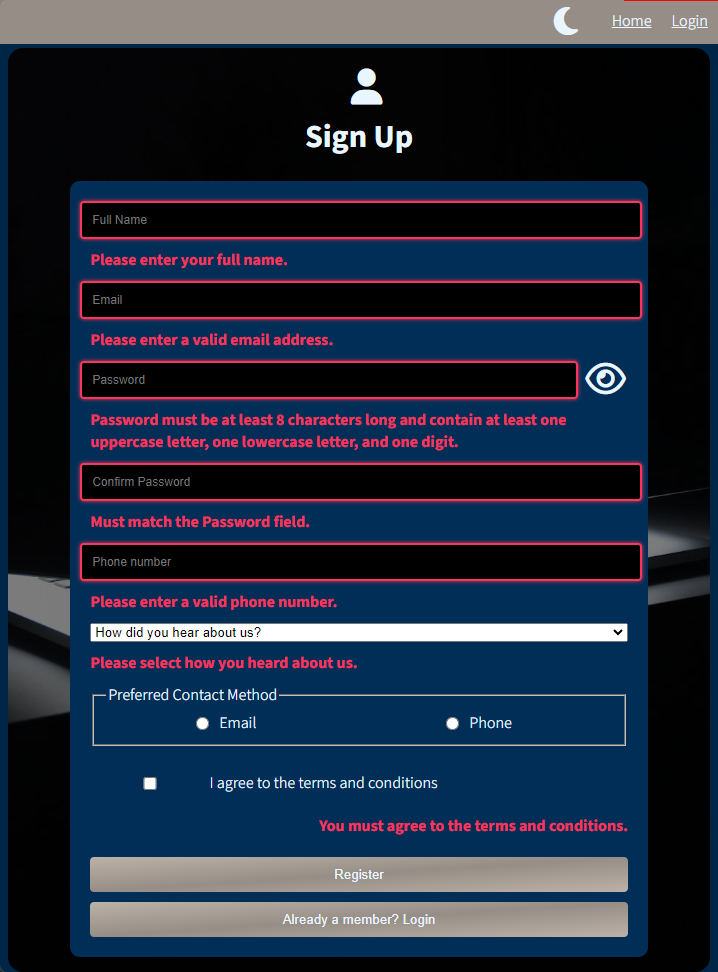 Home Login
Sign Up
Full Name
Please enter your full name.
Email
Please enter a valid email address.
Password
Password must be at least 8 characters long and contain at least one
uppercase letter, one lowercase letter, and one digit.
Confirm Password
Must match the Password field.
Phone number
Please enter a valid phone number.
How did you hear about us?
Please select how you heard about us.
Preferred Contact Method
Email Phone
I agree to the terms and conditions
You must agree to the terms and conditions.
Register
Already a member? Login